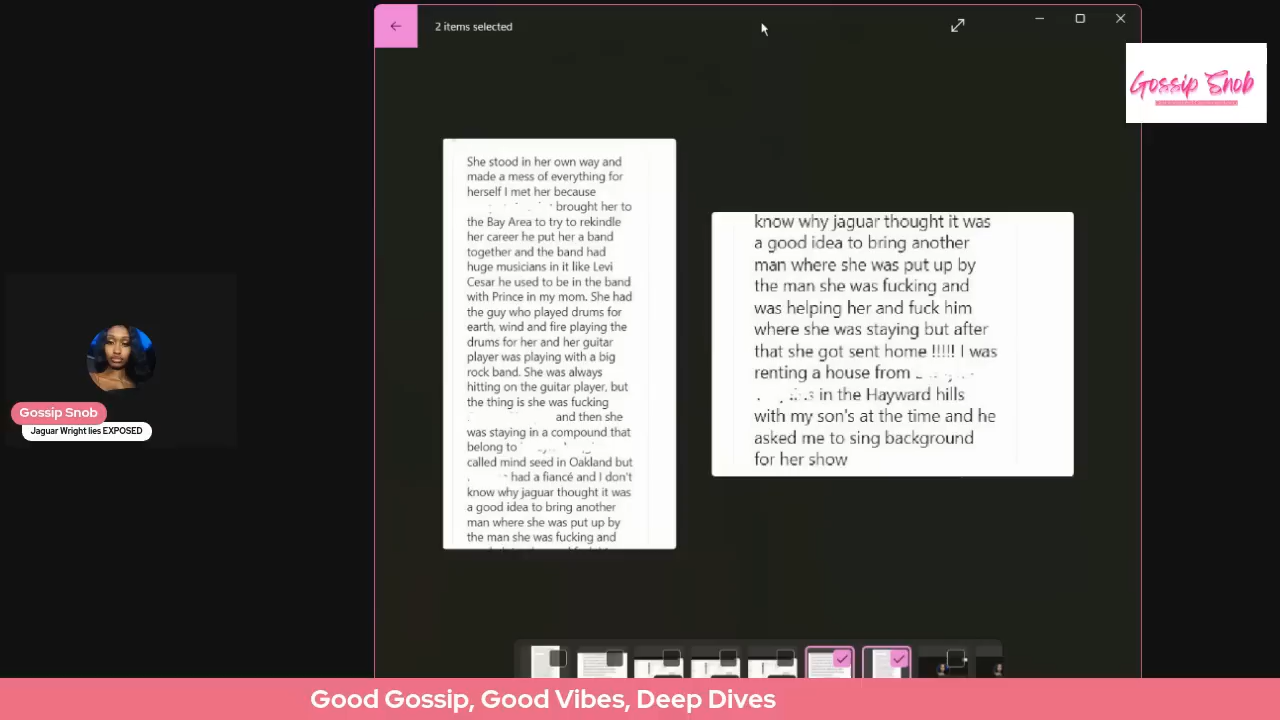 2 items selected
Gossip Snob
She stood in her own way and
made a mess of everything for
herself I met her because
brought her to
the Bay Area to try to rekindle
her career he put her a band
together and the band had
huge musicians in it like Levi
Cesar he used to be in the band
with Prince in my mom. She had
the guy who played drums for
earth, wind and fire playing the
drums for her and her guitar
player was playing with a big
rock band. She was always
hitting on the guitar player, but
the thing is she was fucking
and then she
was staying in a compound that
belong to
called mind seed in Oakland but
had a fiancé and I don't
know why jaguar thought it was
a good idea to bring another
man where she was put up by
the man she was fucking and
know why jaguar thought it was
a good idea to bring another
man where she was put up by
the man she was fucking and
was helping her and fuck him
where she was staying but after
that she got sent home !!!!! I was
renting a house from
in the Hayward hills
with my son's at the time and he
asked me to sing background
for her show
Gossip Snob
Jaguar Wright lies EXPOSED
Good Gossip, Good Vibes, Deep Dives